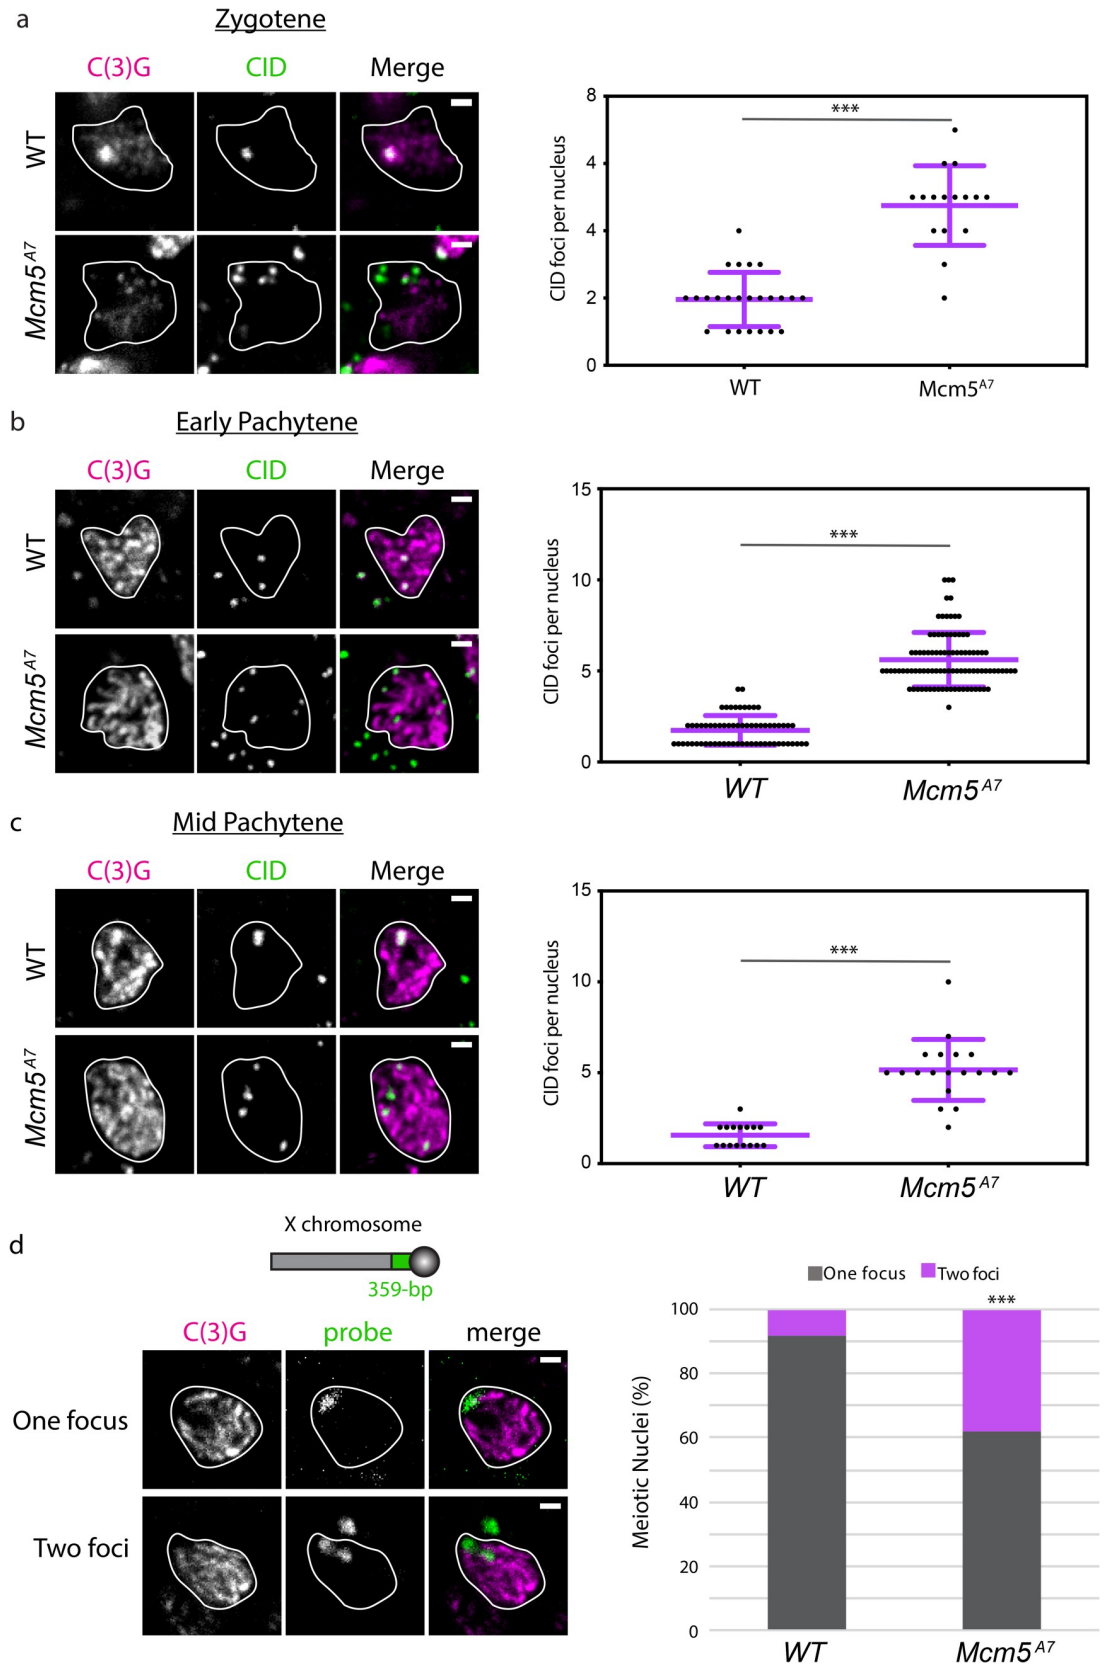 a
Zygotene
C(3)G CID Merge
WT
Mcm5A7
CID foci per nucleus
8
4
4
2
0
***
WT Mcm5A7
b
Early Pachytene
C(3)G CID Merge
WT
Mcm5A7
CID foci per nucleus
15
10
5
0
***
WT Mcm5A7
c
Mid Pachytene
C(3)G CID Merge
WT
Mcm5A7
CID foci per nucleus
15
10
5
0
***
WT Mcm5A7
d
X chromosome
359-bp
C(3)G probe merge
One focus
Two foci
One focus Two foci
***
Meiotic Nuclei (%)
100
80
60
40
20
0
WT Mcm5A7